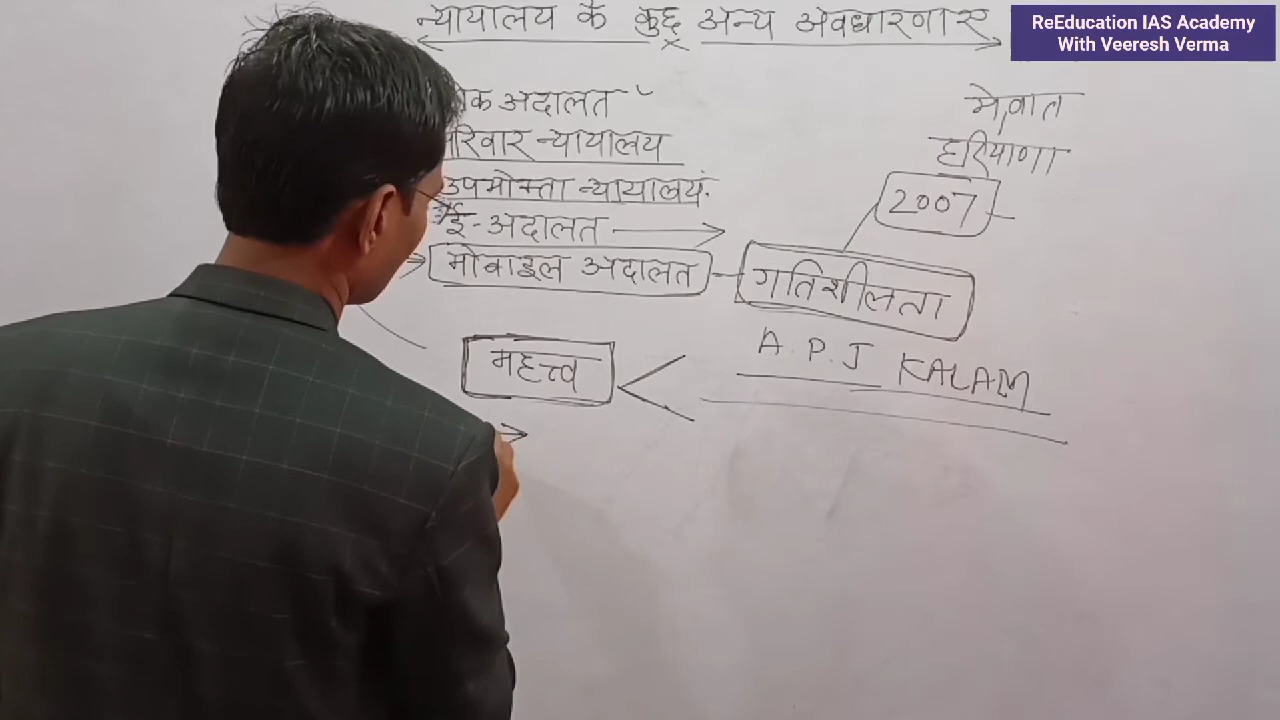 न्यायालय के कुछ अन्य अवधारणाए
ReEducation IAS Academy
With Veeresh Verma
क अदालत
रिवार न्यायालय
उपभोक्ता न्यायालय
ई-अदालत
मोबाइल अदालत
गतिशीलता
मेवात
हरियाणा
2007
A.P.J KALAM
महत्त्व